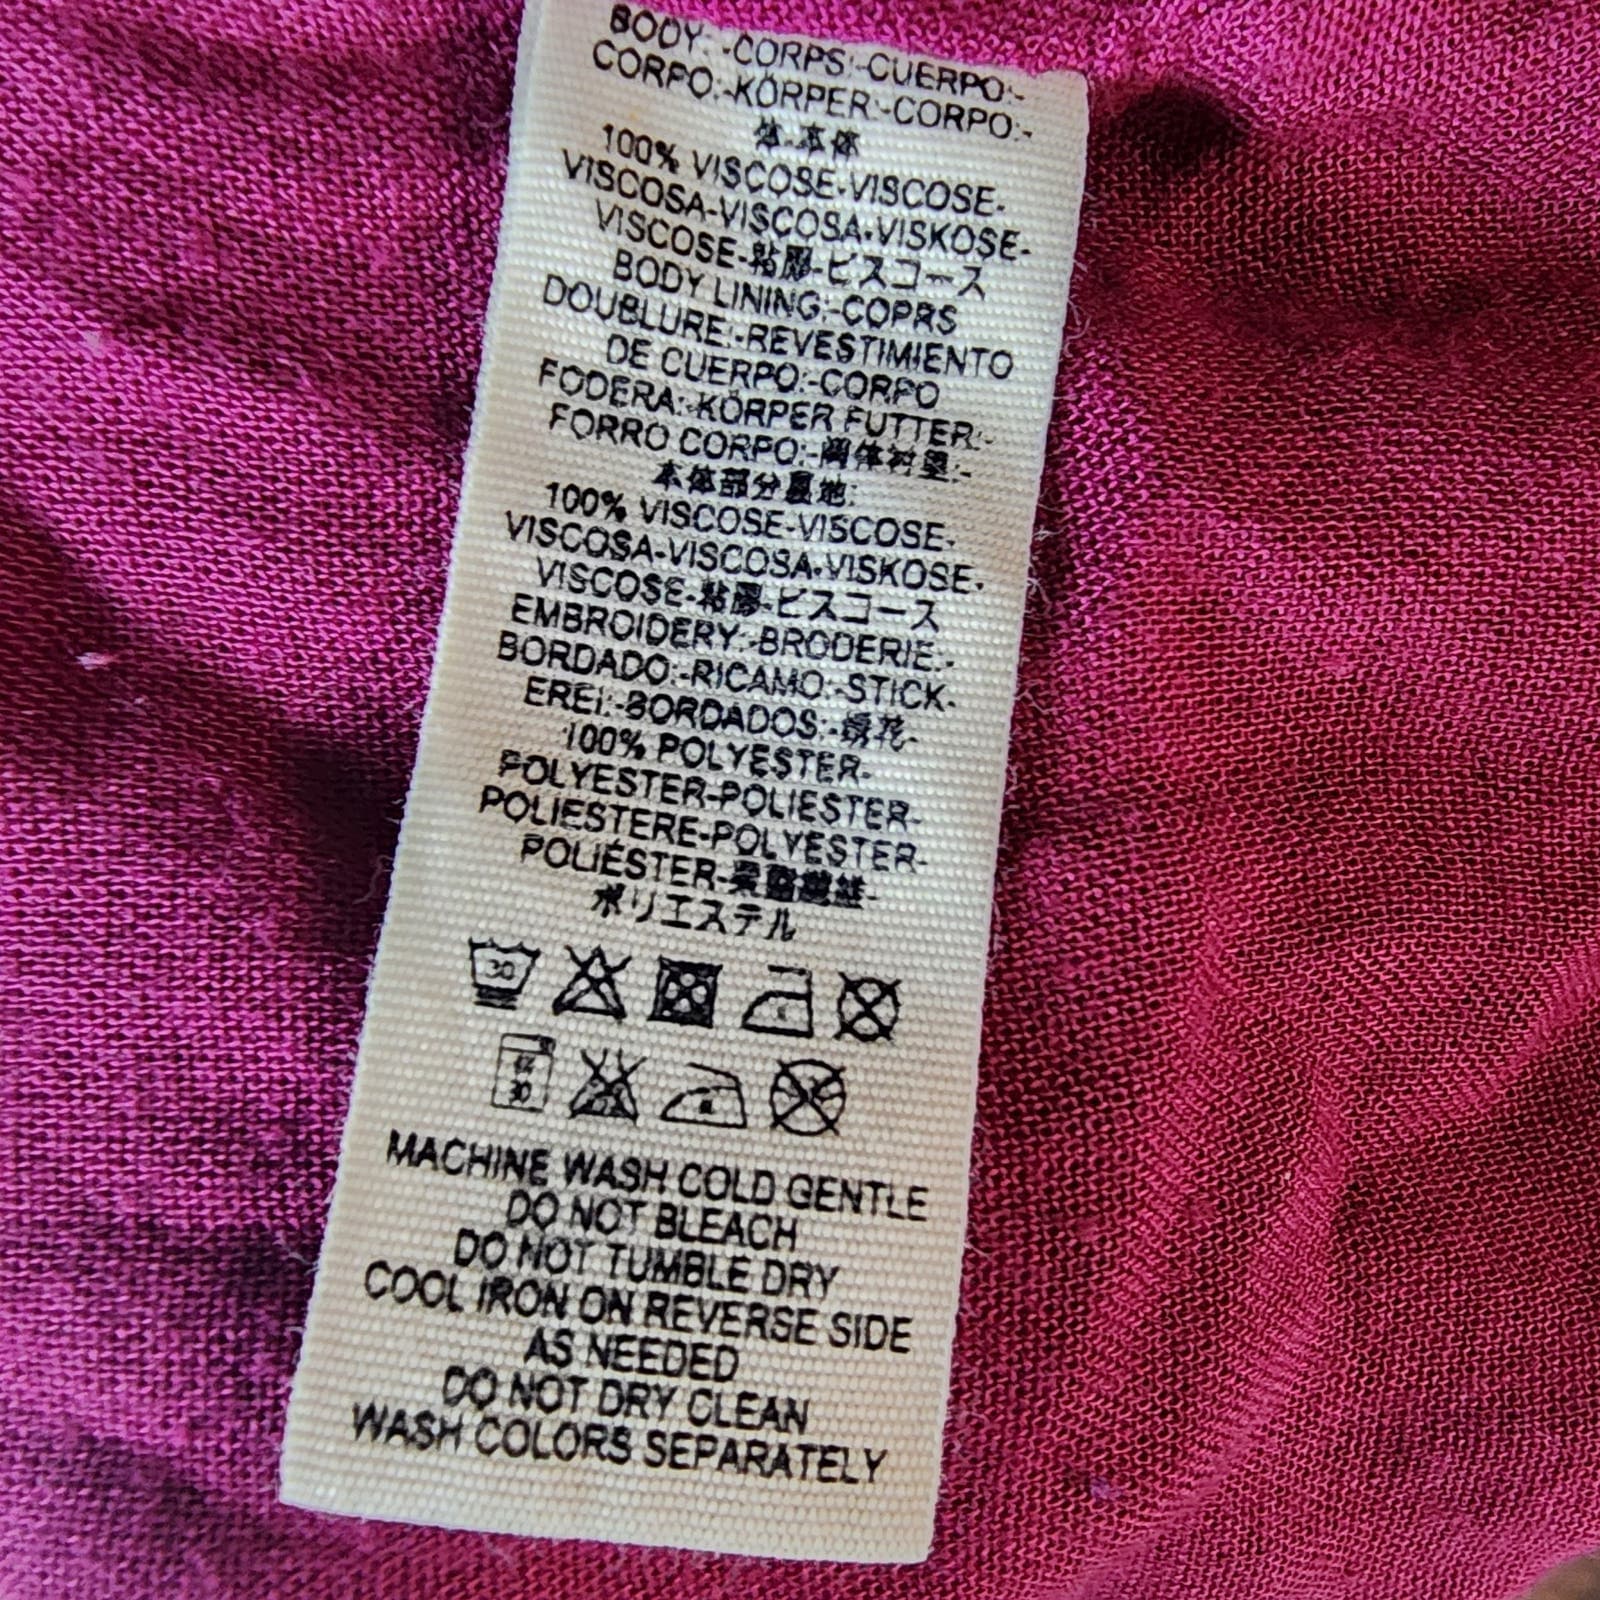 BODY:-CORPS:-CUERPO:-
CORPO:-KÖRPER:-CORPO:-
体-本体
100% VISCOSE-VISCOSE-
VISCOSA-VISCOSA-VISKOSE-
VISCOSE-粘膠-ビスコース
BODY LINING:-COPRS
DOUBLURE:-REVESTIMIENTO
DE CUERPO:-CORPO
FODERA:-KÖRPER FUTTER:-
FORRO CORPO:-
本体部分裏地:
100% VISCOSE-VISCOSE-
VISCOSA-VISCOSA-VISKOSE-
VISCOSE-粘膠-ビスコース
EMBROIDERY:-BRODERIE:-
BORDADO:-RICAMO:-STICK-
EREI:-BORDADOS:-绣花-
100% POLYESTER-
POLYESTER-POLIESTER-
POLIESTERE-POLYESTER-
POLIÉSTER-
ポリエステル
30
30
MACHINE WASH COLD GENTLE
DO NOT BLEACH
DO NOT TUMBLE DRY
COOL IRON ON REVERSE SIDE
AS NEEDED
DO NOT DRY CLEAN
WASH COLORS SEPARATELY